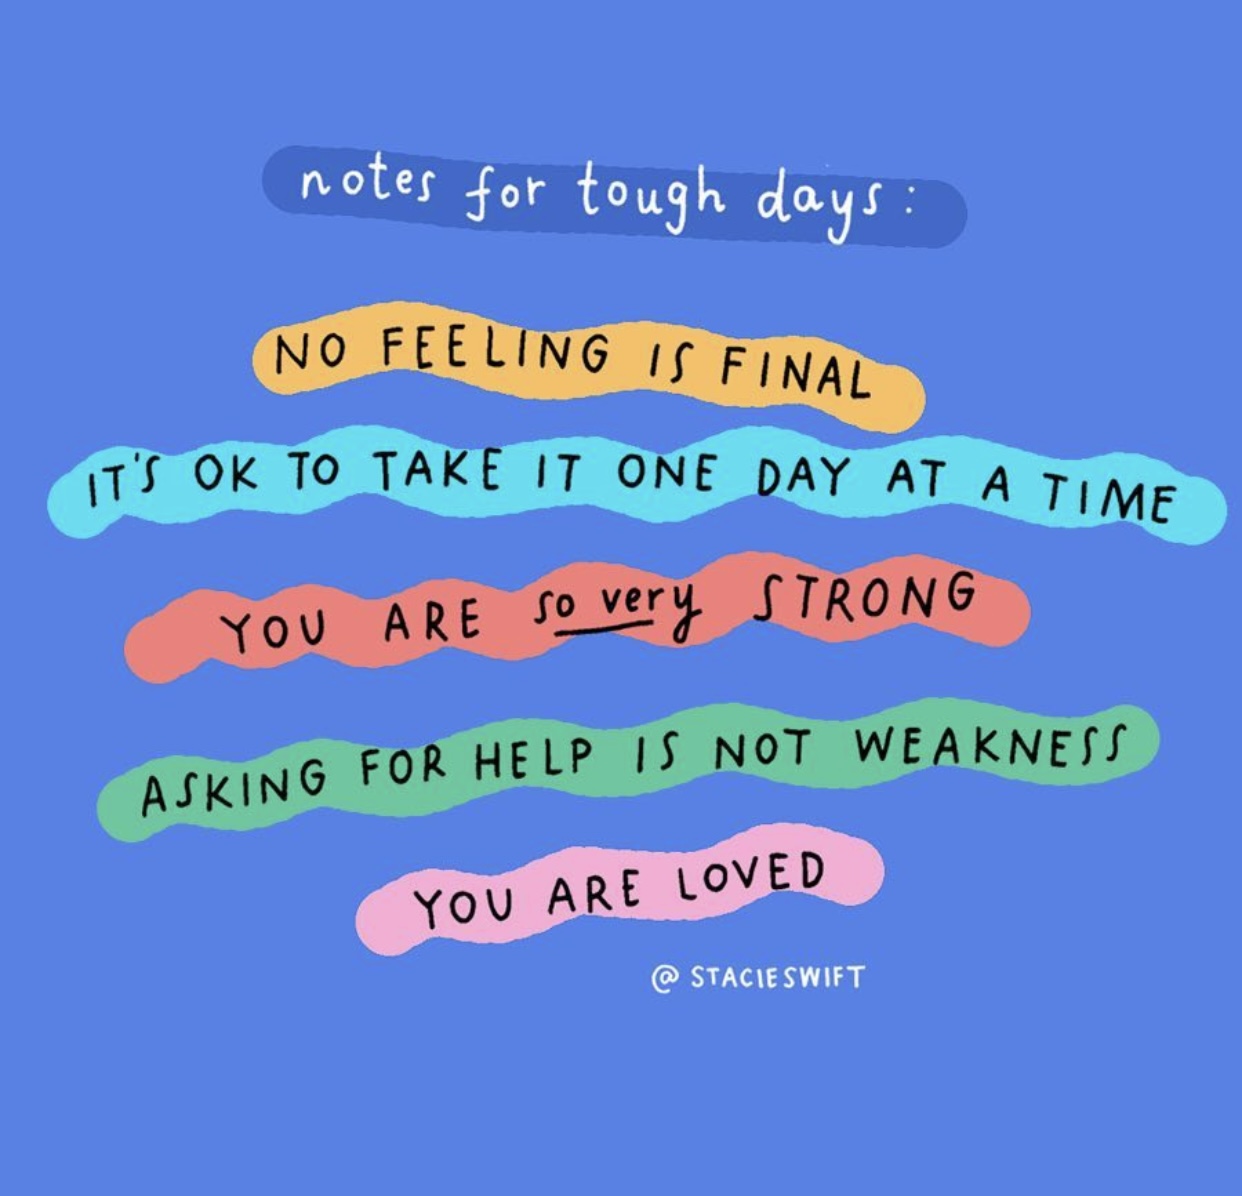 notes for tough days:
NO FEELING IS FINAL
IT'S OK TO TAKE IT ONE DAY AT A TIME
YOU ARE so very STRONG
ASKING FOR HELP IS NOT WEAKNESS
YOU ARE LOVED
@STACIESWIFT